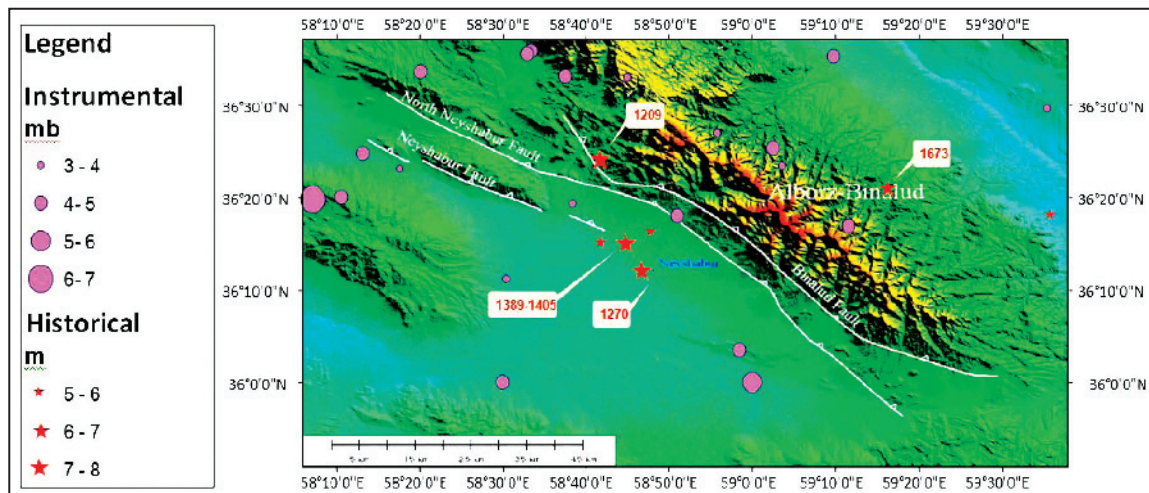 Legend
Instrumental
mb
3 - 4
4 - 5
5 - 6
6 - 7
Historical
m
5 - 6
6 - 7
7 - 8
58°10'0"E 58°20'0"E 58°30'0"E 58°40'0"E 58°50'0"E 59°0'0"E 59°10'0"E 59°20'0"E 59°30'0"E
36°30'0"N 36°30'0"N
36°20'0"N 36°20'0"N
36°10'0"N 36°10'0"N
36°0'0"N 36°0'0"N
North Neyshabur Fault
Neyshabur Fault
1209
1673
Alborz-Binalud
Neyshabur
Binalud Fault
1389-1405
1270
58°10'0"E 58°20'0"E 58°30'0"E 58°40'0"E 58°50'0"E 59°0'0"E 59°10'0"E 59°20'0"E 59°30'0"E